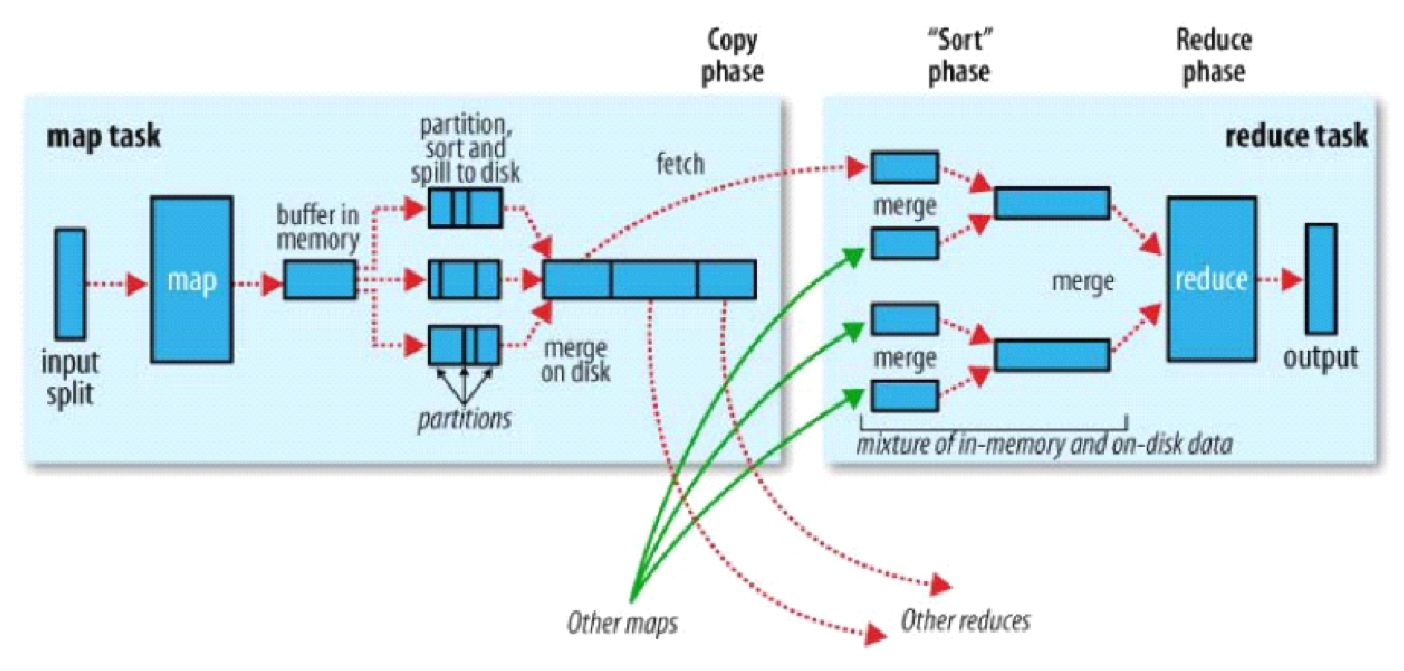 Copy
phase
"Sort"
phase
Reduce
phase
map task
partition,
sort and
spill to disk
fetch
buffer in
memory
map
input
split
merge
on disk
partitions
reduce task
merge
merge
merge
reduce
output
mixture of in-memory and on-disk data
Other maps
Other reduces